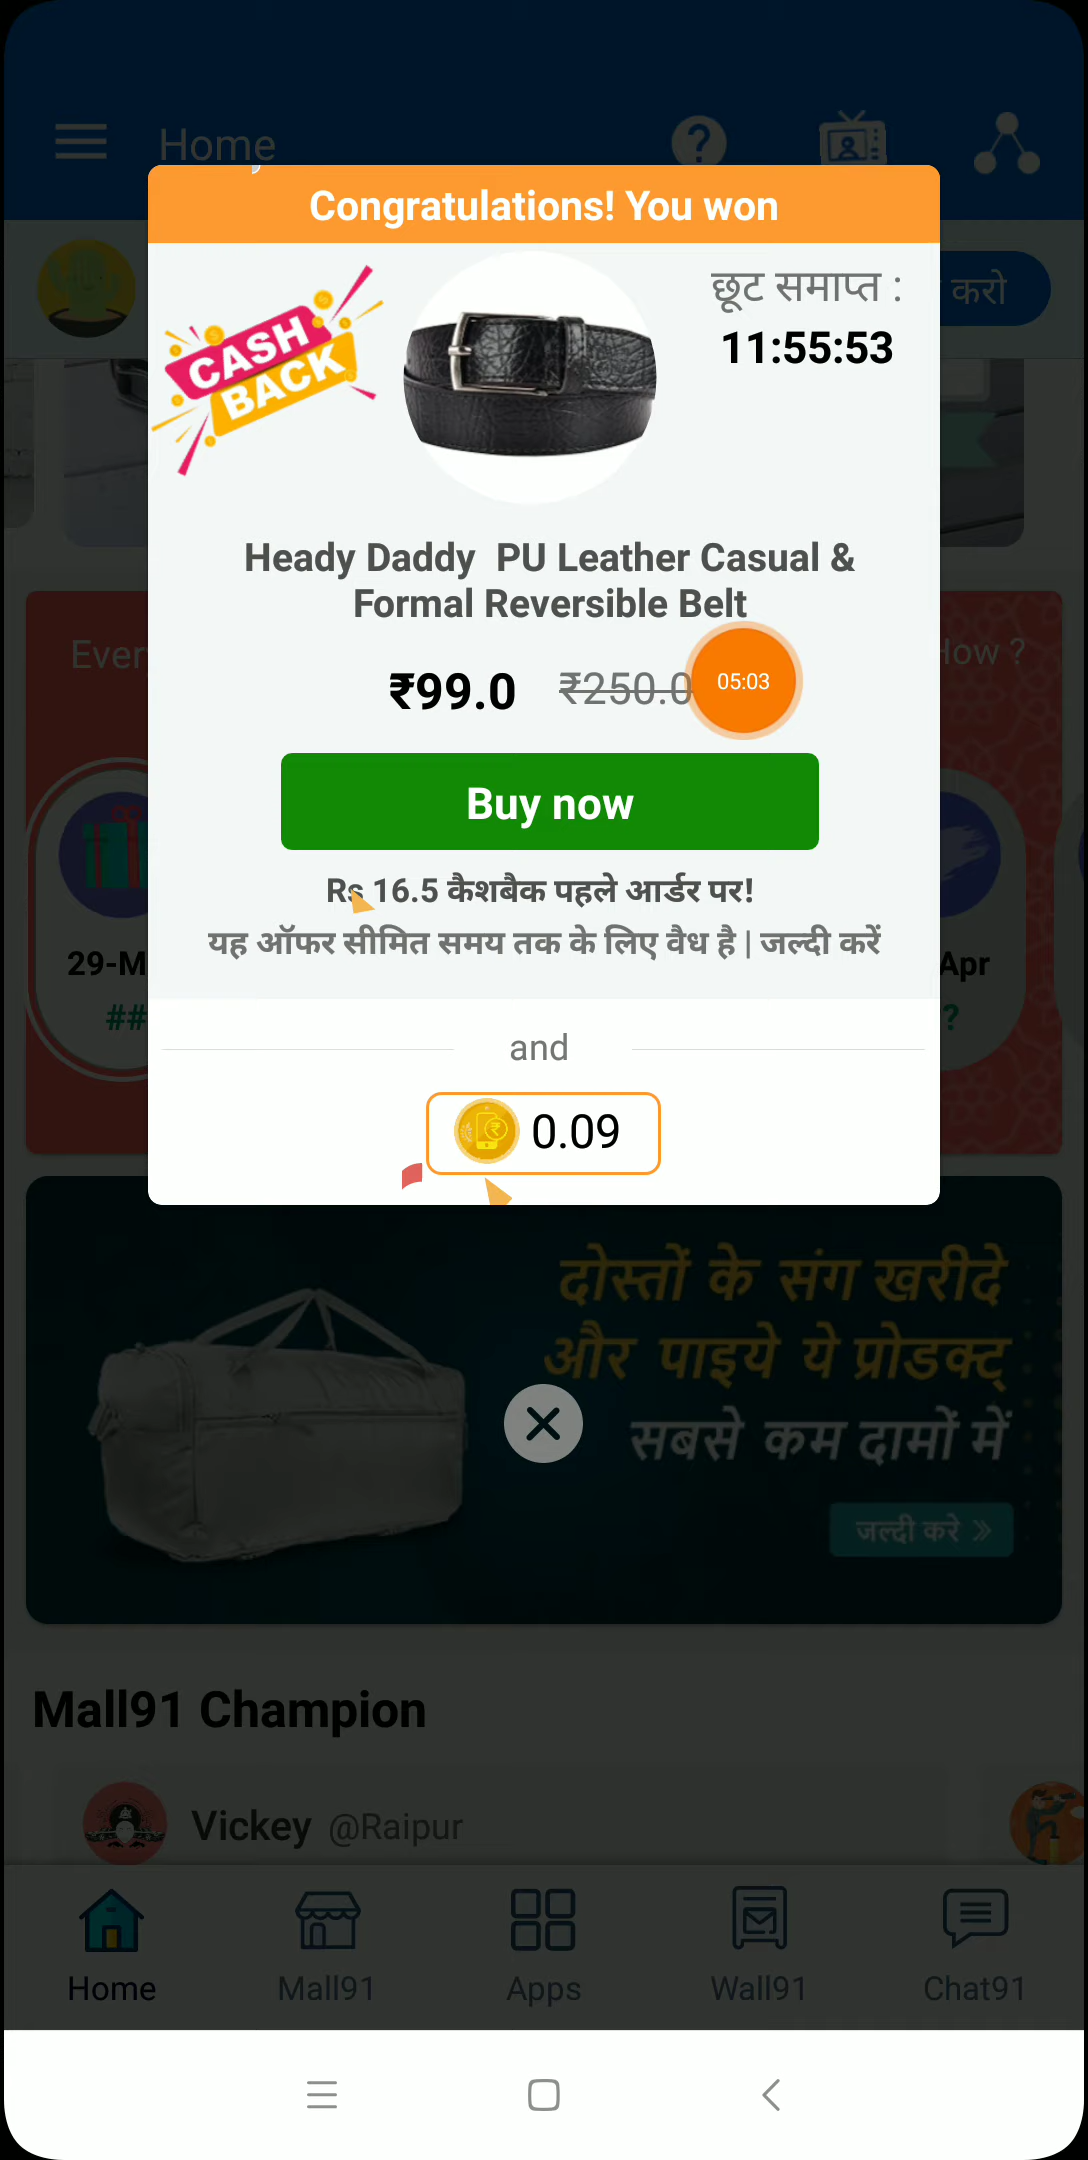 Home
Congratulations! You won
CASH
BACK
छूट समाप्त :
11:55:53
करो
Heady Daddy PU Leather Casual &
Formal Reversible Belt
₹99.0 ₹250.0
05:03
How ?
Buy now
Rs 16.5 कैशबैक पहले आर्डर पर!
यह ऑफर सीमित समय तक के लिए वैध है | जल्दी करें
29-M
Apr
##
?
and
0.09
दोस्तों के संग खरीदे
और पाइये ये प्रोडक्ट्
सबसे कम दामों में
जल्दी करे »
Mall91 Champion
Vickey @Raipur
Home
Mall91
Apps
Wall91
Chat91